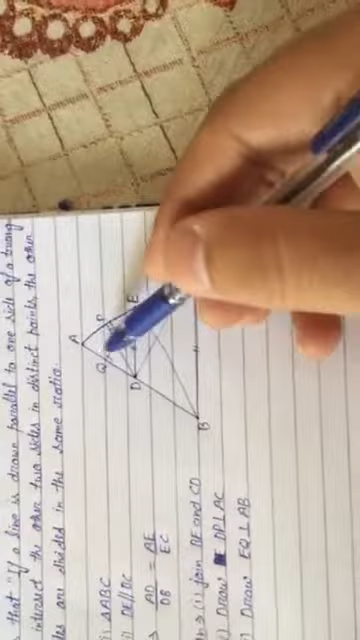 that "if a line is drawn parallel to one side of a triang
intersect the other two sides in distinct points the other
are divided in the same ratio.
A
Q
P
D
E
B
ΔABC
DE//BC
AD = AE
DB EC
(i) join BE and CD
Draw DP⊥AC
Draw EQ⊥AB